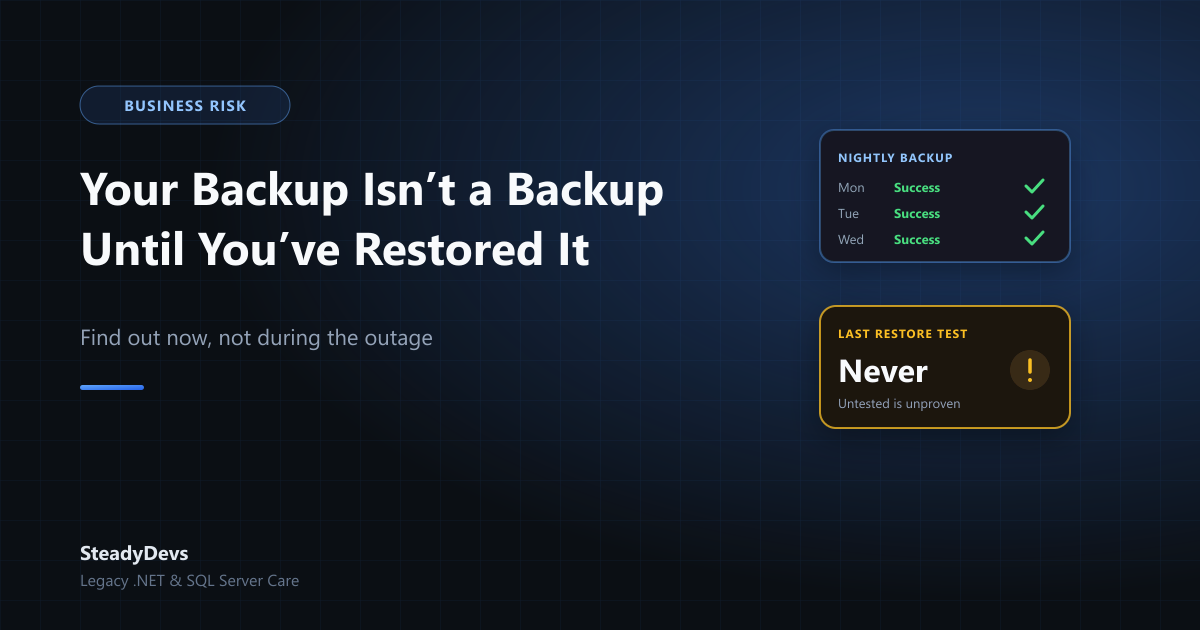 BUSINESS RISK
Your Backup Isn’t a Backup
Until You’ve Restored It
Find out now, not during the outage
NIGHTLY BACKUP
Mon Success
Tue Success
Wed Success
LAST RESTORE TEST
Never
Untested is unproven
SteadyDevs
Legacy .NET & SQL Server Care